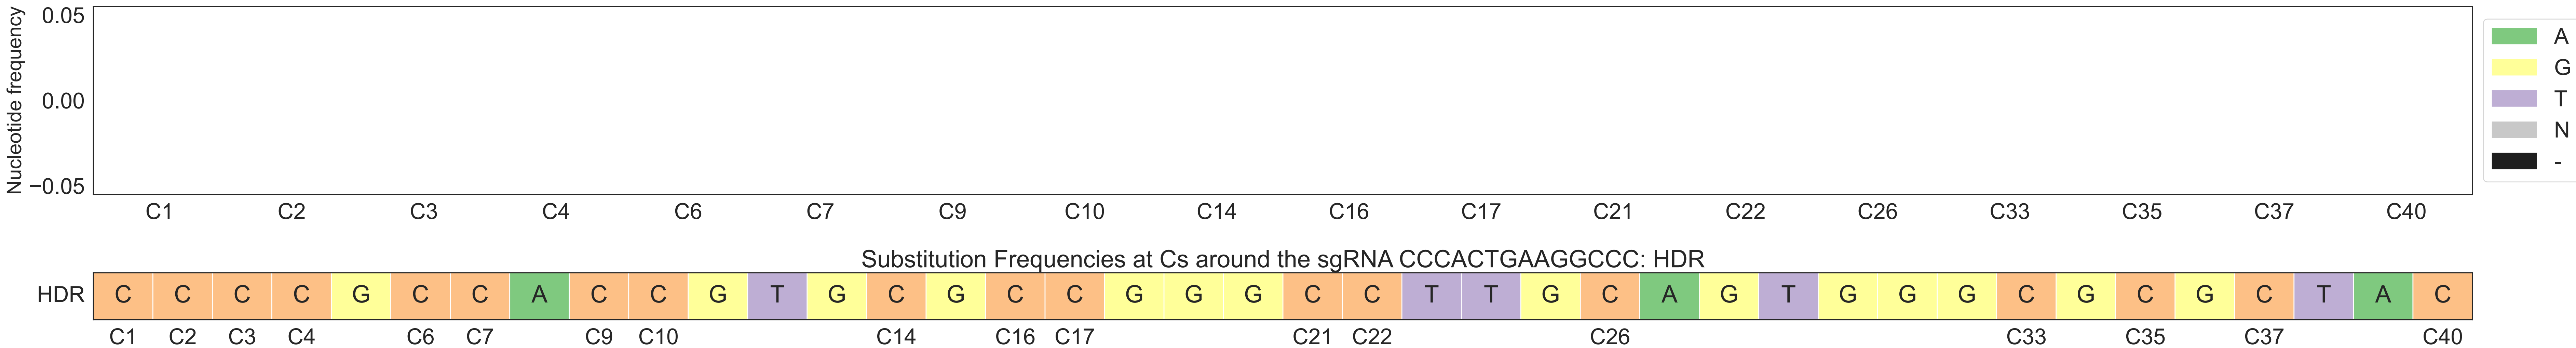 Nucleotide frequency
0.05
0.00
−0.05
C1 C2 C3 C4 C6 C7 C9 C10 C14 C16 C17 C21 C22 C26 C33 C35 C37 C40
A
G
T
N
-
Substitution Frequencies at Cs around the sgRNA CCCACTGAAGGCCC: HDR
HDR C C C C G C C A C C G T G C G C C G G G C C T T G C A G T G G G C G C G C T A C
C1 C2 C3 C4 C6 C7 C9 C10 C14 C16 C17 C21 C22 C26 C33 C35 C37 C40